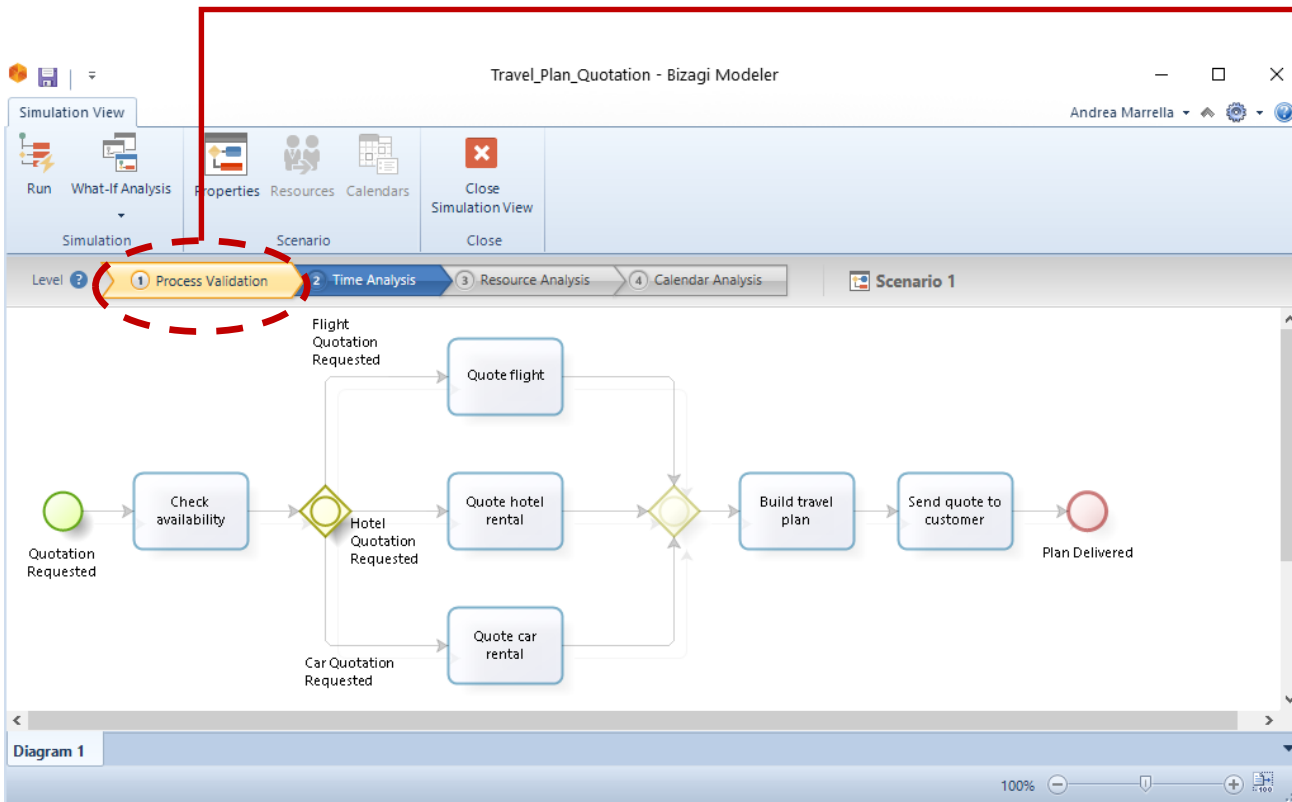 Travel_Plan_Quotation - Bizagi Modeler
Simulation View
Andrea Marrella
Run
What-If Analysis
Properties
Resources
Calendars
Close
Simulation View
Simulation
Scenario
Close
Level ?
1 Process Validation
2 Time Analysis
3 Resource Analysis
4 Calendar Analysis
Scenario 1
Flight
Quotation
Requested
Quote flight
Check
availability
Quote hotel
rental
Build travel
plan
Send quote to
customer
Hotel
Quotation
Requested
Quotation
Requested
Plan Delivered
Quote car
rental
Car Quotation
Requested
Diagram 1
100%